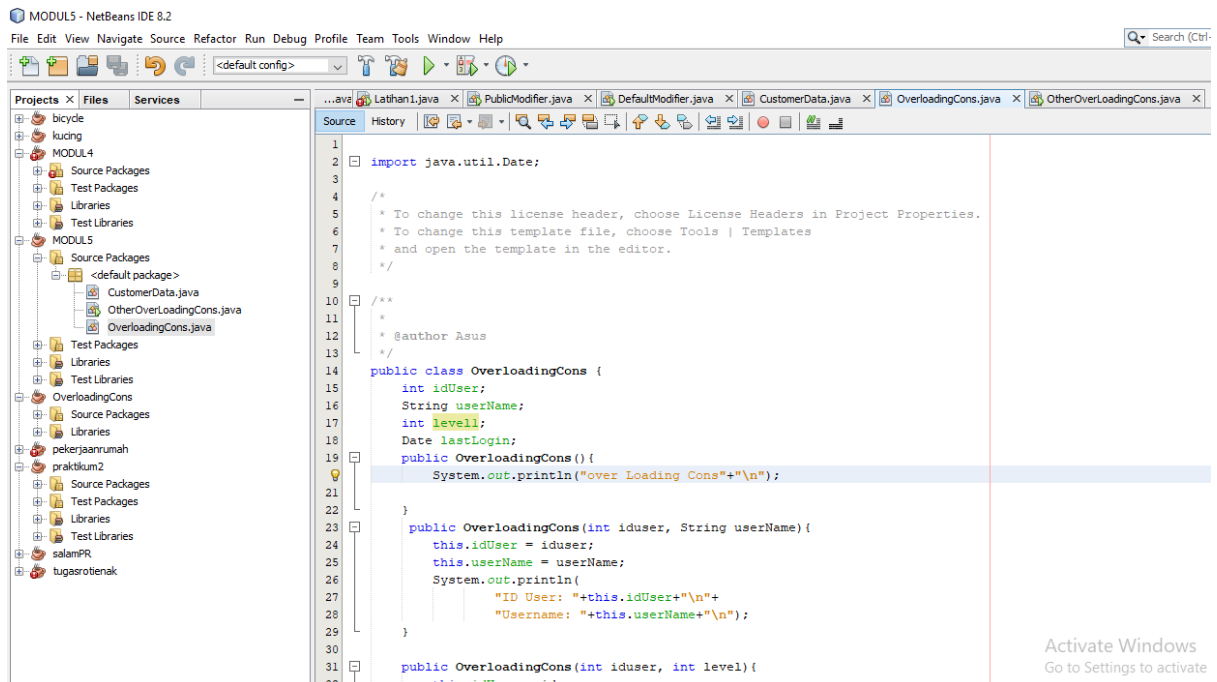 MODUL5 - NetBeans IDE 8.2
File Edit View Navigate Source Refactor Run Debug Profile Team Tools Window Help
Search (Ctrl-
<default config>
Projects Files Services
...ava Latihan1.java PublicModifier.java DefaultModifier.java CustomerData.java OverloadingCons.java OtherOverLoadingCons.java
Source History
bicycle
kucing
MODUL4
Source Packages
Test Packages
Libraries
Test Libraries
MODUL5
Source Packages
<default package>
CustomerData.java
OtherOverLoadingCons.java
OverloadingCons.java
Test Packages
Libraries
Test Libraries
OverloadingCons
Source Packages
Libraries
pekerjaanrumah
praktikum2
Source Packages
Test Packages
Libraries
Test Libraries
salamPR
tugasrotienak
1
2 import java.util.Date;
3
4 /*
5 * To change this license header, choose License Headers in Project Properties.
6 * To change this template file, choose Tools | Templates
7 * and open the template in the editor.
8 */
9
10 /**
11 *
12 * @author Asus
13 */
14 public class OverloadingCons {
15 int idUser;
16 String userName;
17 int levell;
18 Date lastLogin;
19 public OverloadingCons(){
System.out.println("over Loading Cons"+"\n");
21
22 }
23 public OverloadingCons(int iduser, String userName){
24 this.idUser = iduser;
25 this.userName = userName;
26 System.out.println(
27 "ID User: "+this.idUser+"\n"+
28 "Username: "+this.userName+"\n");
29 }
30
31 public OverloadingCons(int iduser, int level){
Activate Windows
Go to Settings to activate